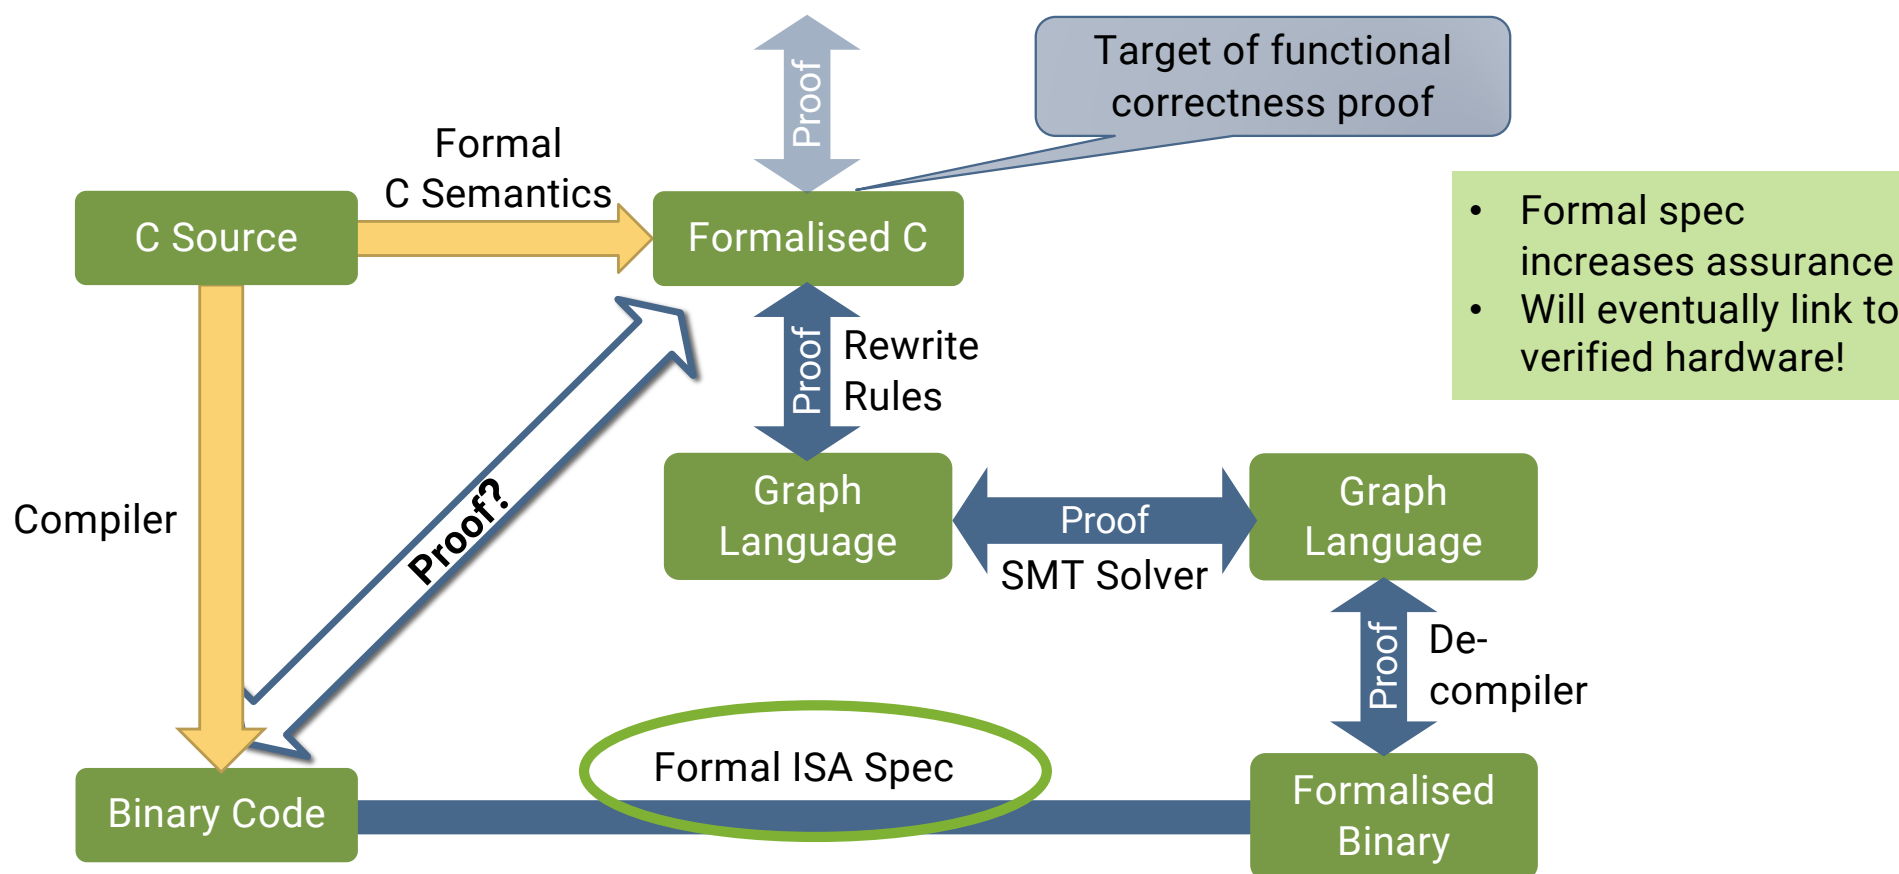 Proof
Target of functional
correctness proof
Formal
C Semantics
C Source
Formalised C
• Formal spec
increases assurance
• Will eventually link to
verified hardware!
Proof
Rewrite
Rules
Compiler
Proof?
Graph
Language
Proof
SMT Solver
Graph
Language
Proof
De-
compiler
Formal ISA Spec
Binary Code
Formalised
Binary